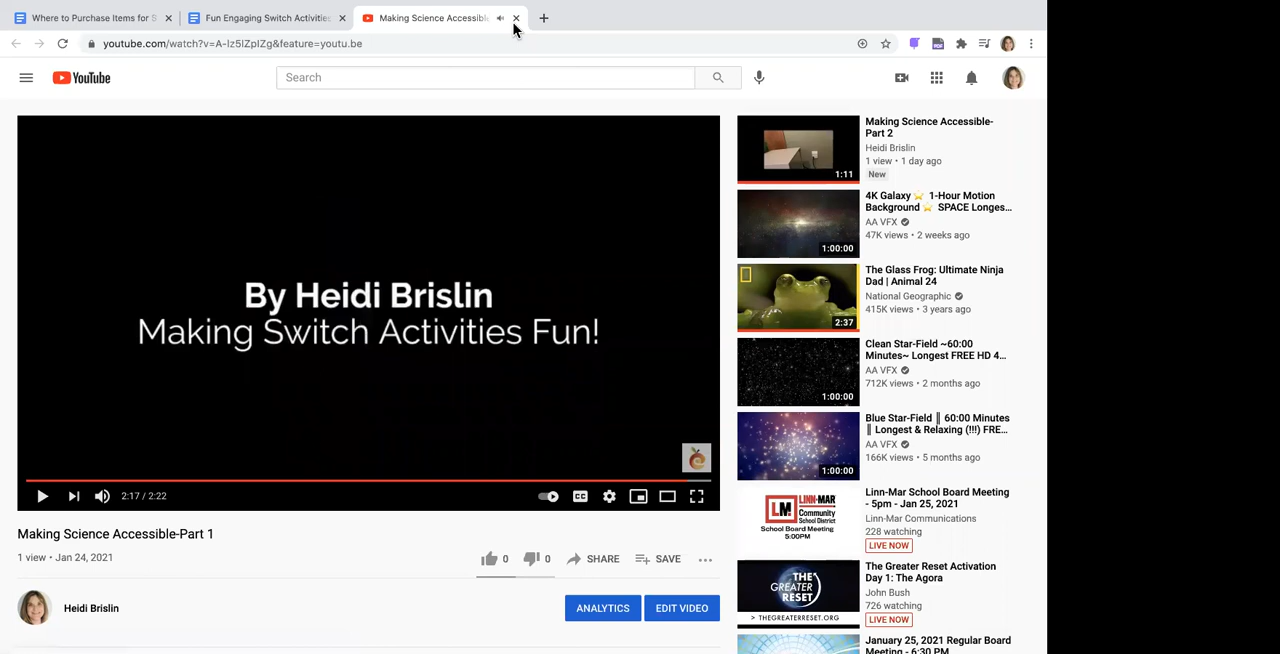 Where to Purchase Items for S
Fun Engaging Switch Activities
Making Science Accessible
youtube.com/watch?v=A-Iz5IZpIZg&feature=youtu.be
YouTube
Search
By Heidi Brislin
Making Switch Activities Fun!
2:17 / 2:22
CC
Making Science Accessible-Part 1
1 view • Jan 24, 2021
0
0
SHARE
SAVE
Heidi Brislin
ANALYTICS
EDIT VIDEO
1:11
Making Science Accessible-
Part 2
Heidi Brislin
1 view • 1 day ago
New
1:00:00
4K Galaxy ⭐ 1-Hour Motion
Background ⭐ SPACE Longes...
AA VFX
47K views • 2 weeks ago
2:37
The Glass Frog: Ultimate Ninja
Dad | Animal 24
National Geographic
415K views • 3 years ago
1:00:00
Clean Star-Field ~60:00
Minutes~ Longest FREE HD 4...
AA VFX
712K views • 2 months ago
1:00:00
Blue Star-Field ║ 60:00 Minutes
║ Longest & Relaxing (!!!) FRE...
AA VFX
166K views • 5 months ago
LM LINN-MAR
Community
School District
School Board Meeting
5:00PM
Linn-Mar School Board Meeting
- 5pm - Jan 25, 2021
Linn-Mar Communications
228 watching
LIVE NOW
THE
GREATER
RESET
> THEGREATERRESET.ORG
The Greater Reset Activation
Day 1: The Agora
John Bush
726 watching
LIVE NOW
January 25, 2021 Regular Board
Meeting - 6:30 PM